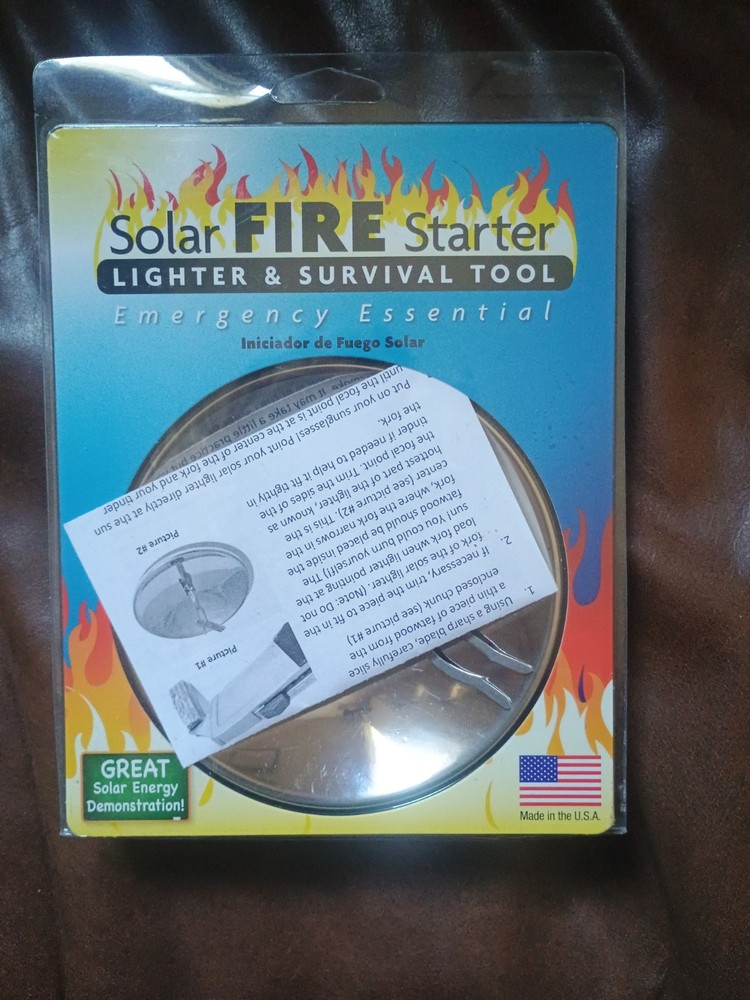 Solar FIRE Starter
LIGHTER & SURVIVAL TOOL
Emergency Essential
Iniciador de Fuego Solar
1. Using a sharp blade, carefully slice
a thin piece of fatwood from the
enclosed chunk (see picture #1)
2. If necessary, trim the piece to fit in the
fork of the solar lighter. (Note: Do not
load fork when lighter pointing at the
sun! You could burn yourself!) The
fatwood should be placed inside the
fork, where the fork narrows in the
center (see picture #2). This is the
hottest part of the lighter, known as
the focal point. Trim the sides of the
tinder if needed to help it fit tightly in
the fork.
Picture #1
Picture #2
Put on your sunglasses! Point your solar lighter directly at the sun
until the focal point is at the center of the fork and your tinder
It may take a little practice
GREAT
Solar Energy
Demonstration!
Made in the U.S.A.